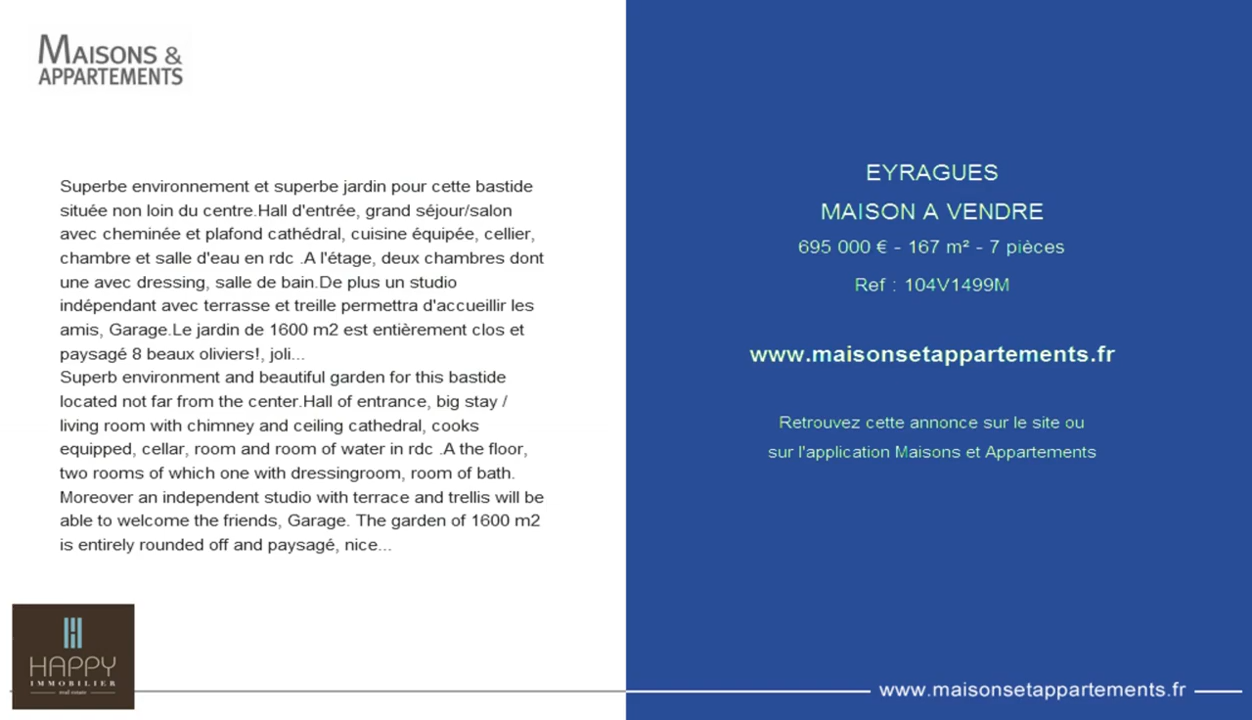 MAISONS &
APPARTEMENTS
Superbe environnement et superbe jardin pour cette bastide
située non loin du centre.Hall d'entrée, grand séjour/salon
avec cheminée et plafond cathédral, cuisine équipée, cellier,
chambre et salle d'eau en rdc .A l'étage, deux chambres dont
une avec dressing, salle de bain.De plus un studio
indépendant avec terrasse et treille permettra d'accueillir les
amis, Garage.Le jardin de 1600 m2 est entièrement clos et
paysagé 8 beaux oliviers!, joli...
Superb environment and beautiful garden for this bastide
located not far from the center.Hall of entrance, big stay /
living room with chimney and ceiling cathedral, cooks
equipped, cellar, room and room of water in rdc .A the floor,
two rooms of which one with dressingroom, room of bath.
Moreover an independent studio with terrace and trellis will be
able to welcome the friends, Garage. The garden of 1600 m2
is entirely rounded off and paysagé, nice...
HAPPY
IMMOBILIER
real estate
EYRAGUES
MAISON A VENDRE
695 000 € - 167 m² - 7 pièces
Ref : 104V1499M
www.maisonsetappartements.fr
Retrouvez cette annonce sur le site ou
sur l'application Maisons et Appartements
www.maisonsetappartements.fr